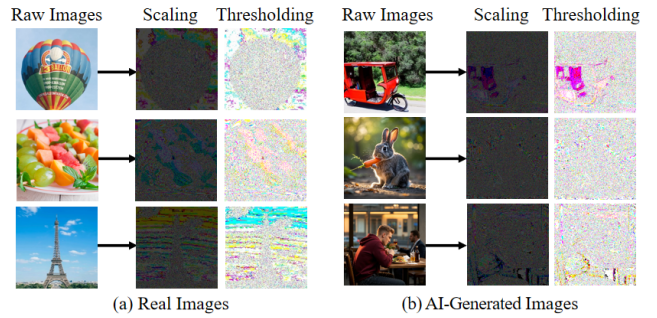 Raw Images Scaling Thresholding
(a) Real Images
Raw Images Scaling Thresholding
(b) AI-Generated Images